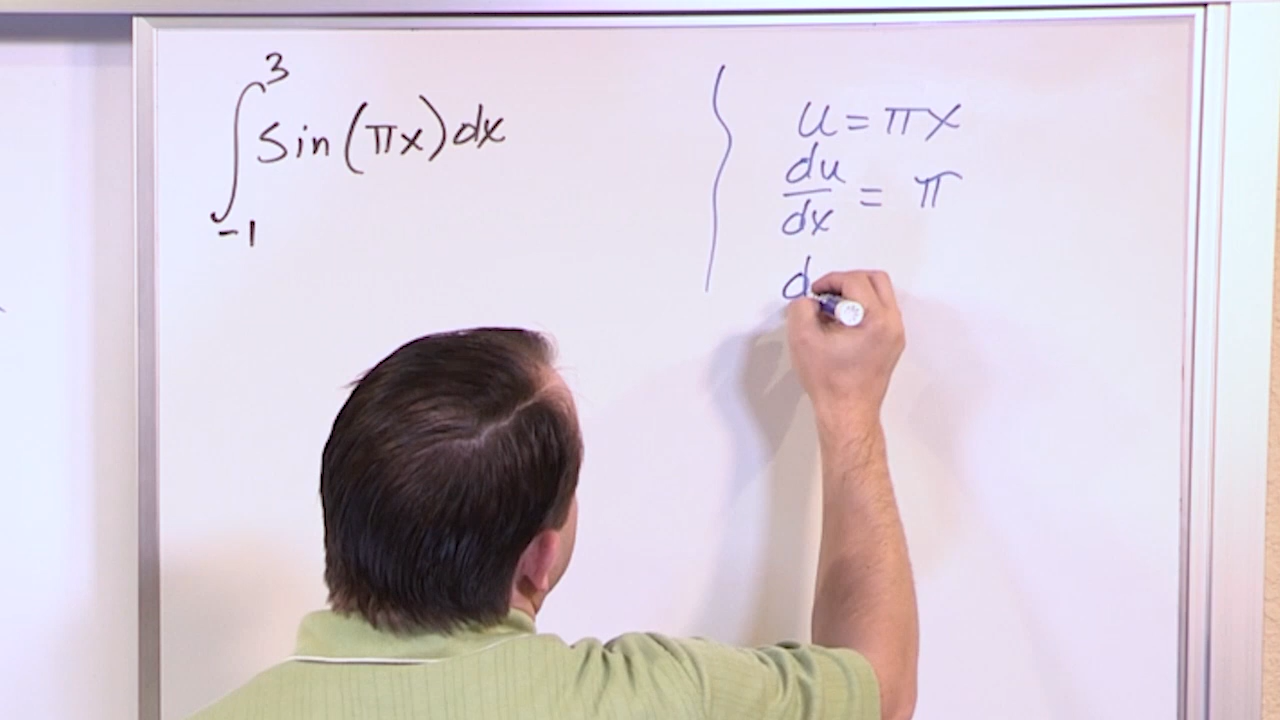 ∫_{-1}^{3} sin(πx)dx
u = πx
du/dx = π
d